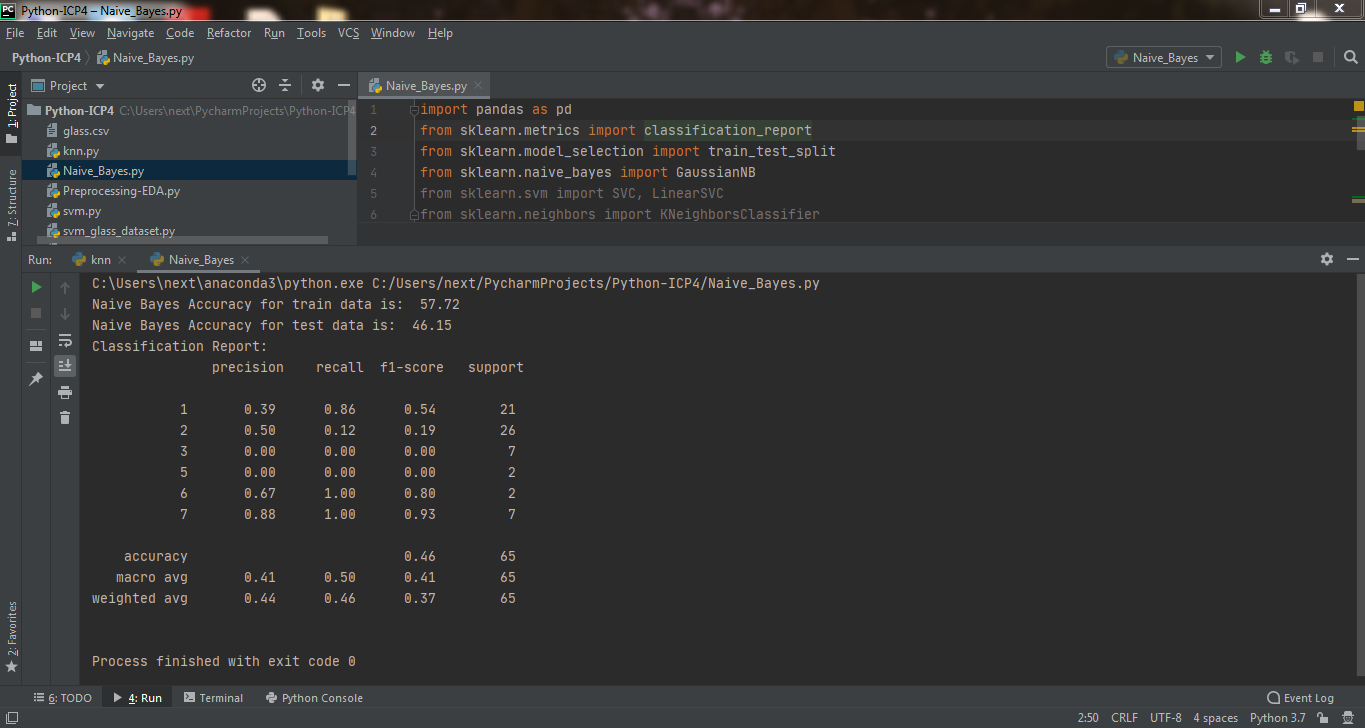 Python-ICP4 – Naive_Bayes.py
File Edit View Navigate Code Refactor Run Tools VCS Window Help
Python-ICP4 Naive_Bayes.py
Naive_Bayes
1: Project
7: Structure
2: Favorites
Project
Python-ICP4 C:\Users\next\PycharmProjects\Python-ICP4
glass.csv
knn.py
Naive_Bayes.py
Preprocessing-EDA.py
svm.py
svm_glass_dataset.py
Naive_Bayes.py
1 import pandas as pd
2 from sklearn.metrics import classification_report
3 from sklearn.model_selection import train_test_split
4 from sklearn.naive_bayes import GaussianNB
5 from sklearn.svm import SVC, LinearSVC
6 from sklearn.neighbors import KNeighborsClassifier
Run: knn Naive_Bayes
C:\Users\next\anaconda3\python.exe C:/Users/next/PycharmProjects/Python-ICP4/Naive_Bayes.py
Naive Bayes Accuracy for train data is:  57.72
Naive Bayes Accuracy for test data is:  46.15
Classification Report:
precision recall f1-score support
1 0.39 0.86 0.54 21
2 0.50 0.12 0.19 26
3 0.00 0.00 0.00 7
5 0.00 0.00 0.00 2
6 0.67 1.00 0.80 2
7 0.88 1.00 0.93 7
accuracy 0.46 65
macro avg 0.41 0.50 0.41 65
weighted avg 0.44 0.46 0.37 65
Process finished with exit code 0
6: TODO 4: Run Terminal Python Console Event Log
2:50 CRLF UTF-8 4 spaces Python 3.7